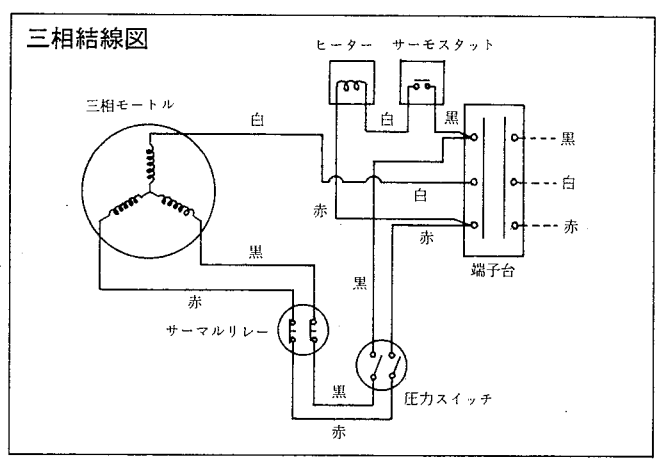 三相結線図
ヒーター
サーモスタット
三相モートル
白
白
黒
黒
白
白
赤
赤
赤
端子台
黒
黒
赤
サーマルリレー
黒
圧力スイッチ
赤